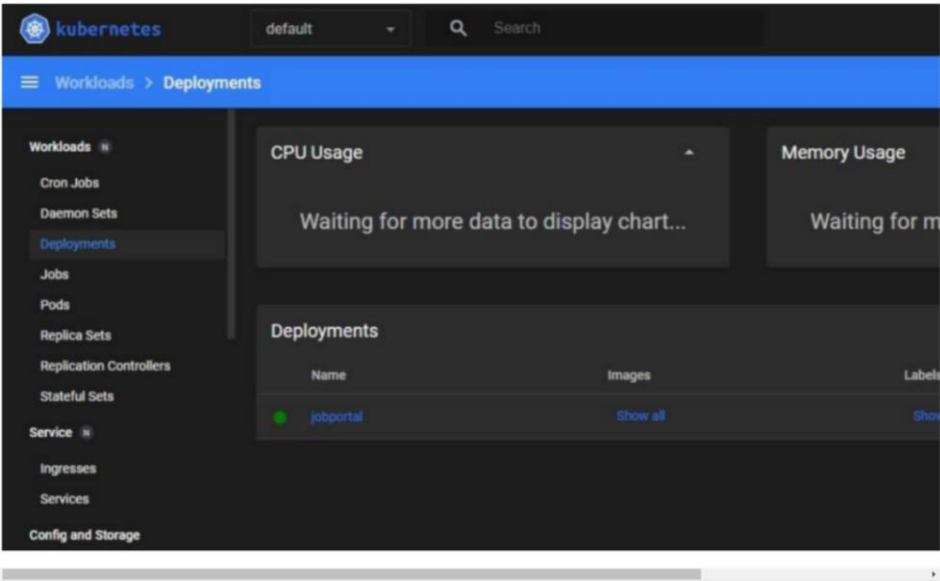 kubernetes
default
Search
Workloads > Deployments
Workloads N
Cron Jobs
Daemon Sets
Deployments
Jobs
Pods
Replica Sets
Replication Controllers
Stateful Sets
Service N
Ingresses
Services
Config and Storage
CPU Usage
Waiting for more data to display chart...
Memory Usage
Waiting for m
Deployments
Name Images Labels
jobportal Show all Show